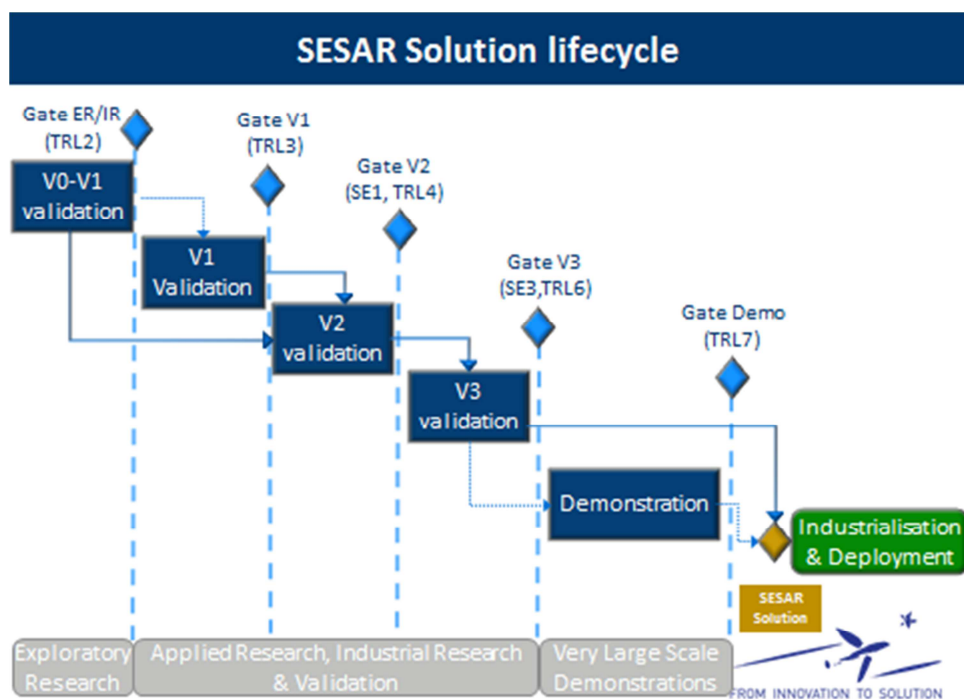 SESAR Solution lifecycle
Gate ER/IR
(TRL2)
Gate V1
(TRL3)
Gate V2
(SE1, TRL4)
V0-V1
validation
V1
Validation
Gate V3
(SE3,TRL6)
V2
validation
Gate Demo
(TRL7)
V3
validation
Demonstration
Industrialisation
& Deployment
SESAR
Solution
Exploratory
Research
Applied Research, Industrial Research
& Validation
Very Large Scale
Demonstrations
FROM INNOVATION TO SOLUTION